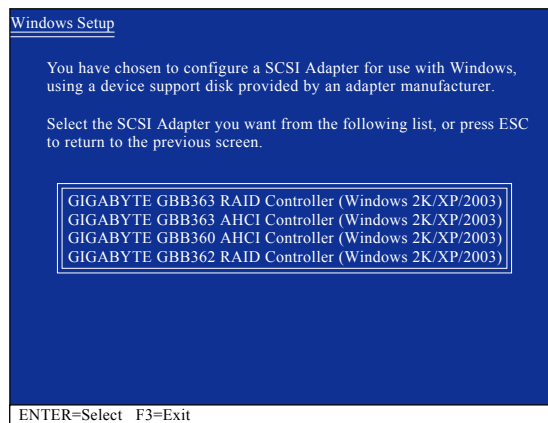 Windows Setup
You have chosen to configure a SCSI Adapter for use with Windows,
using a device support disk provided by an adapter manufacturer.
Select the SCSI Adapter you want from the following list, or press ESC
to return to the previous screen.
GIGABYTE GBB363 RAID Controller (Windows 2K/XP/2003)
GIGABYTE GBB363 AHCI Controller (Windows 2K/XP/2003)
GIGABYTE GBB360 AHCI Controller (Windows 2K/XP/2003)
GIGABYTE GBB362 RAID Controller (Windows 2K/XP/2003)
ENTER=Select F3=Exit